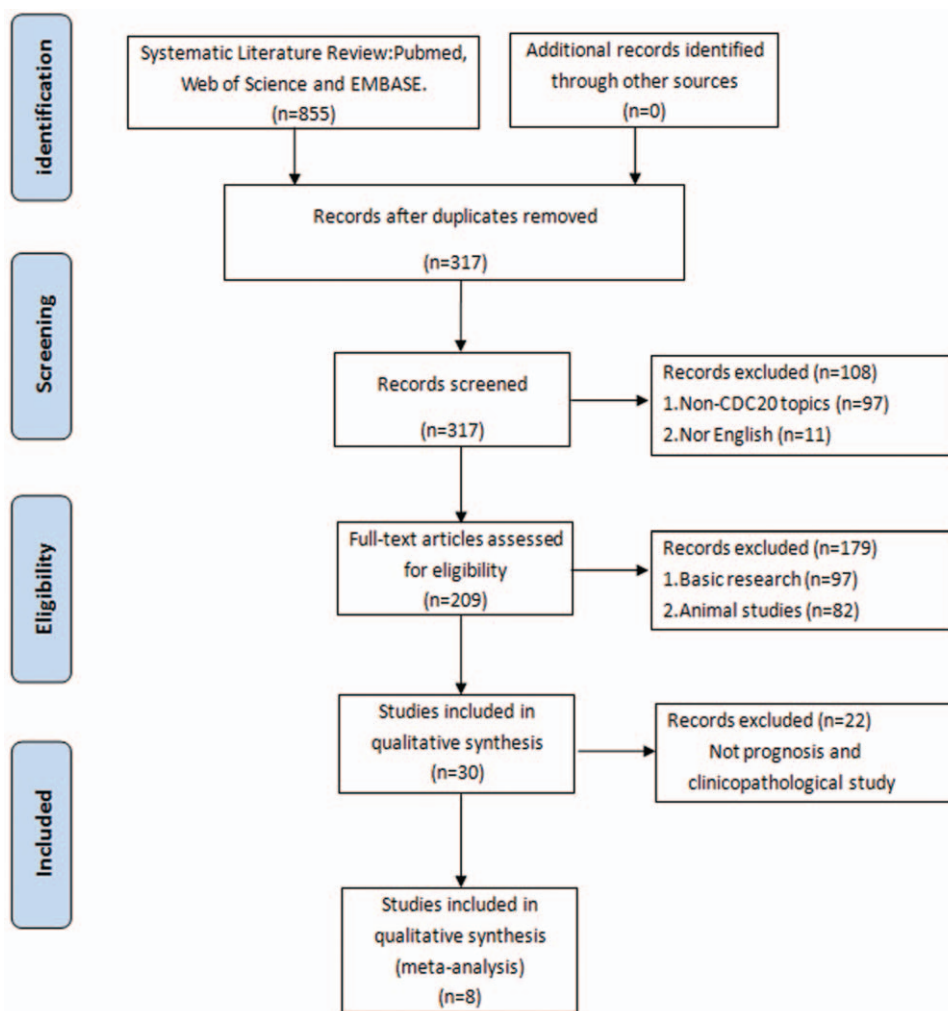 identification
Systematic Literature Review:Pubmed,
Web of Science and EMBASE.
(n=855)
Additional records identified
through other sources
(n=0)
Records after duplicates removed
(n=317)
Screening
Records screened
(n=317)
Records excluded (n=108)
1.Non-CDC20 topics (n=97)
2.Nor English (n=11)
Eligibility
Full-text articles assessed
for eligibility
(n=209)
Records excluded (n=179)
1.Basic research (n=97)
2.Animal studies (n=82)
Studies included in
qualitative synthesis
(n=30)
Records excluded (n=22)
Not prognosis and
clinicopathological study
Included
Studies included in
qualitative synthesis
(meta-analysis)
(n=8)